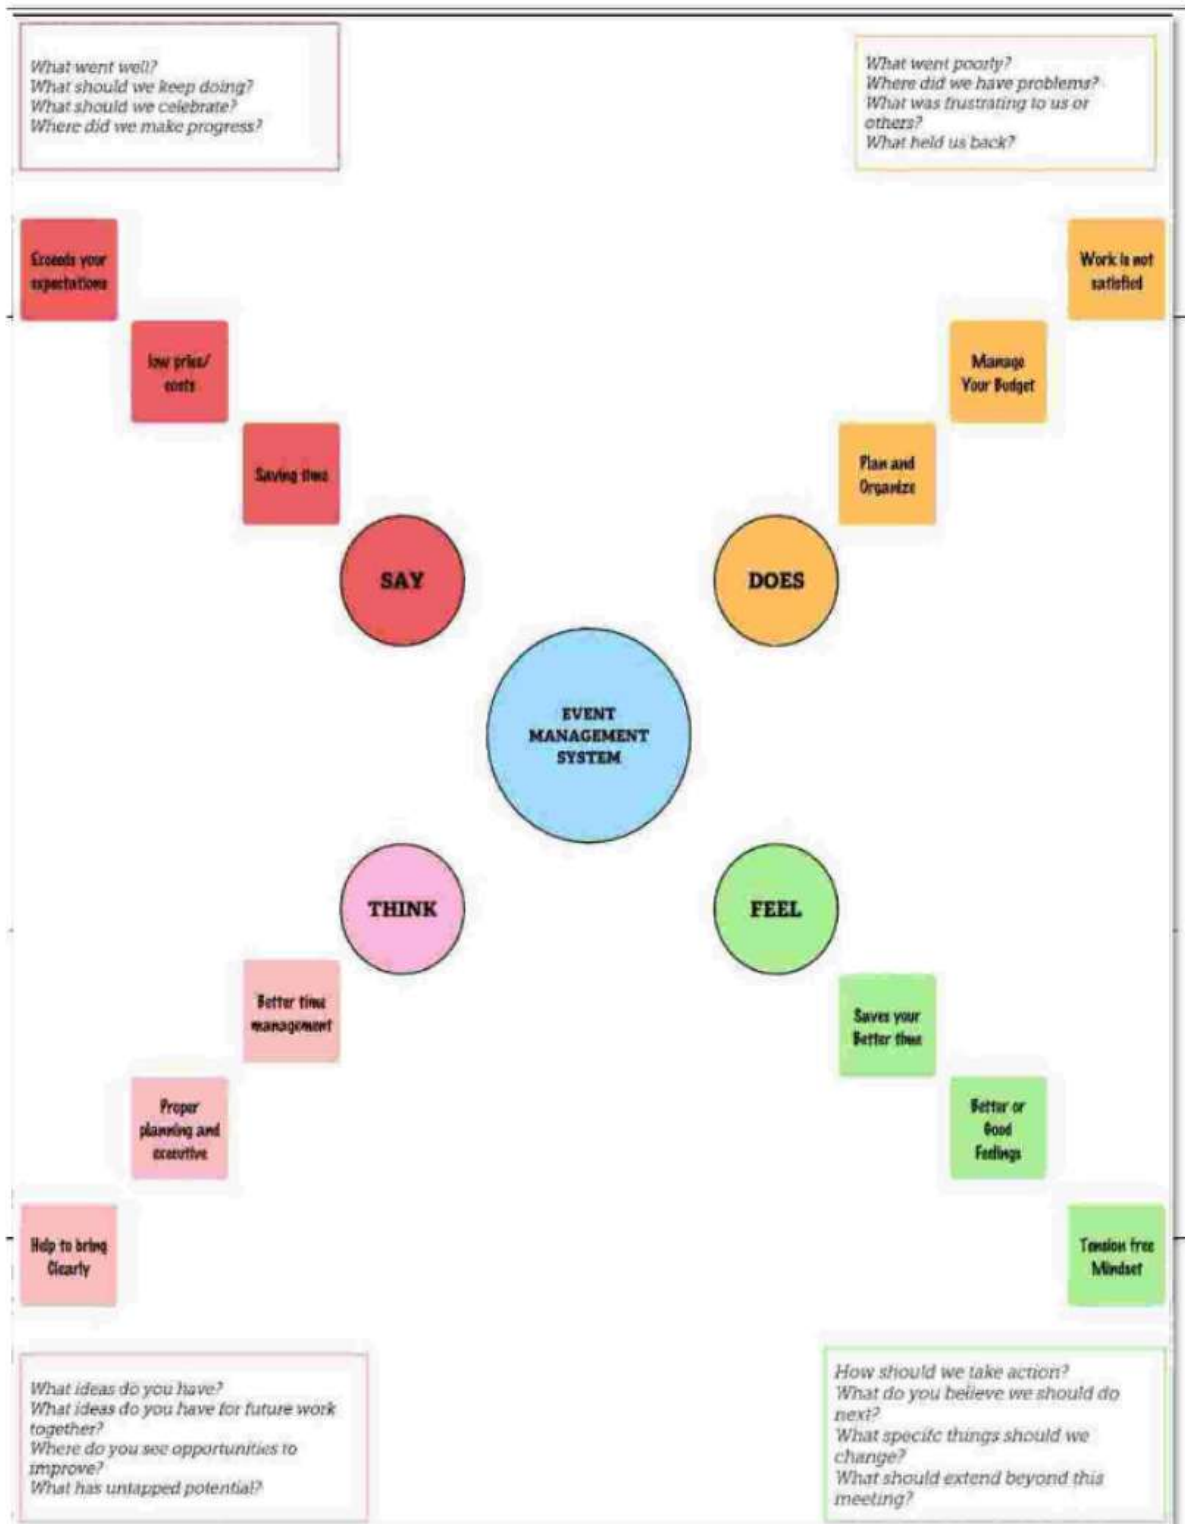 What went well?
What should we keep doing?
What should we celebrate?
Where did we make progress?
What went poorly?
Where did we have problems?
What was frustrating to us or
others?
What held us back?
Exceeds your
expectations
low price/
costs
Saving time
SAY
Work is not
satisfied
Manage
Your Budget
Plan and
Organize
DOES
EVENT
MANAGEMENT
SYSTEM
THINK
Better time
management
Proper
planning and
executive
Help to bring
Clearly
FEEL
Saves your
Better time
Better or
Good
Feelings
Tension free
Mindset
What ideas do you have?
What ideas do you have for future work
together?
Where do you see opportunities to
improve?
What has untapped potential?
How should we take action?
What do you believe we should do
next?
What specifc things should we
change?
What should extend beyond this
meeting?